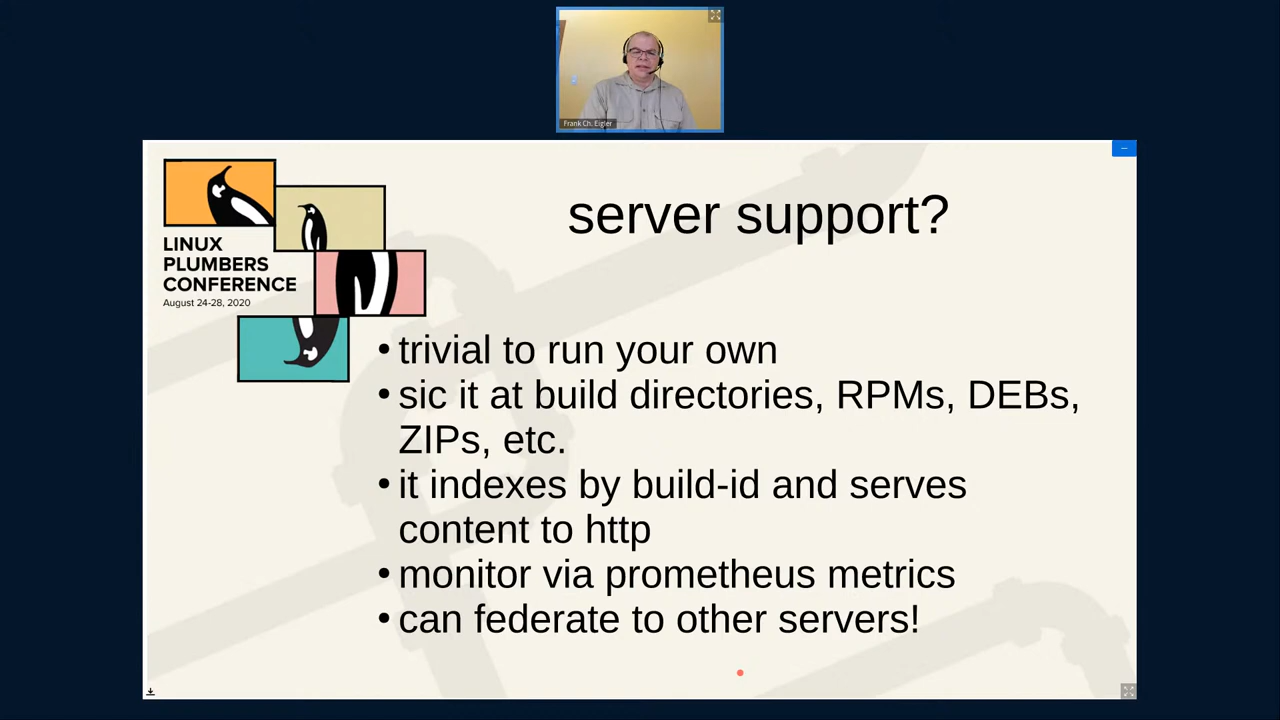 Frank Ch. Eigler
LINUX
PLUMBERS
CONFERENCE
August 24-28, 2020
server support?
• trivial to run your own
• sic it at build directories, RPMs, DEBs,
ZIPs, etc.
• it indexes by build-id and serves
content to http
• monitor via prometheus metrics
• can federate to other servers!